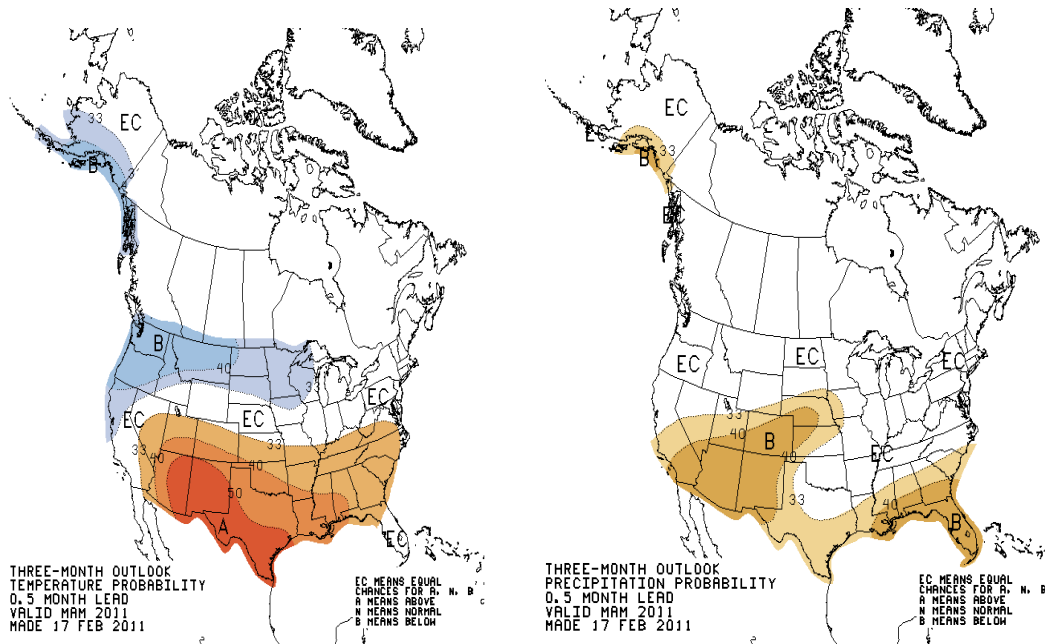 33
EC
B
B
40
33
EC
EC
EC
33
40
40
50
A
EC
THREE-MONTH OUTLOOK
TEMPERATURE PROBABILITY
0.5 MONTH LEAD
VALID MAM 2011
MADE 17 FEB 2011
EC MEANS EQUAL
CHANCES FOR A, N, B
A MEANS ABOVE
N MEANS NORMAL
B MEANS BELOW
EC
EC
33
B
EC
EC
EC
EC
33
40
B
40
EC
33
40
B
THREE-MONTH OUTLOOK
PRECIPITATION PROBABILITY
0.5 MONTH LEAD
VALID MAM 2011
MADE 17 FEB 2011
EC MEANS EQUAL
CHANCES FOR A, N, B
A MEANS ABOVE
N MEANS NORMAL
B MEANS BELOW